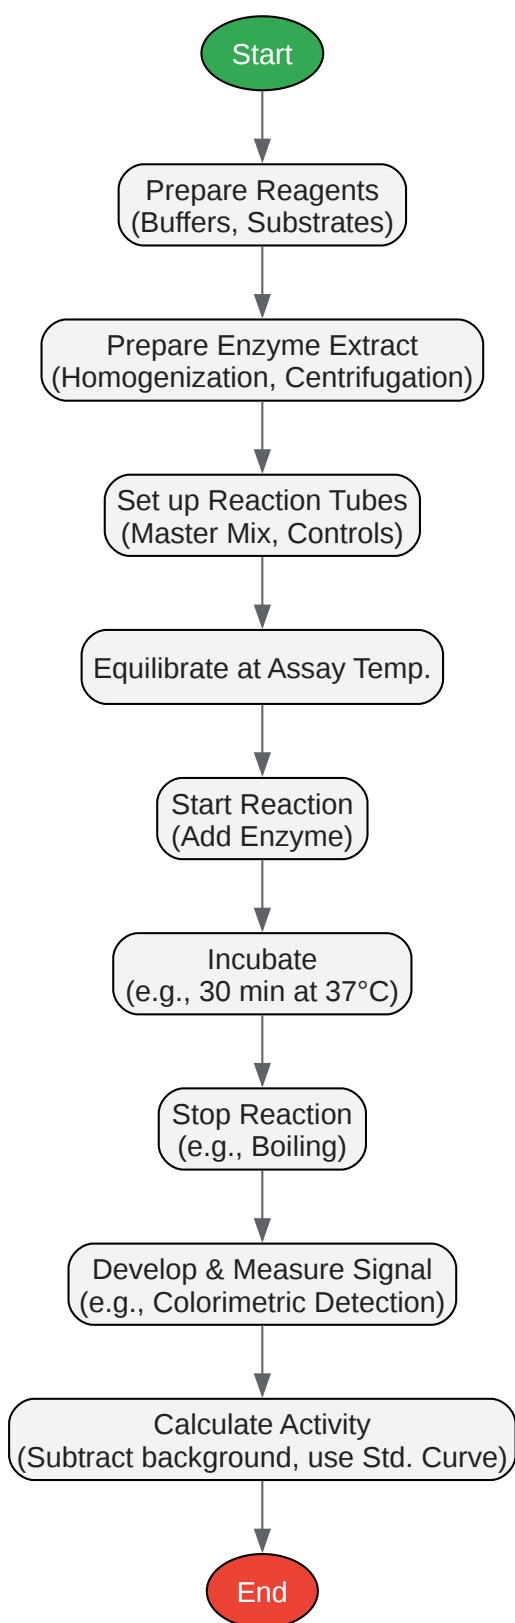 Start
Prepare Reagents
(Buffers, Substrates)
Prepare Enzyme Extract
(Homogenization, Centrifugation)
Set up Reaction Tubes
(Master Mix, Controls)
Equilibrate at Assay Temp.
Start Reaction
(Add Enzyme)
Incubate
(e.g., 30 min at 37°C)
Stop Reaction
(e.g., Boiling)
Develop & Measure Signal
(e.g., Colorimetric Detection)
Calculate Activity
(Subtract background, use Std. Curve)
End